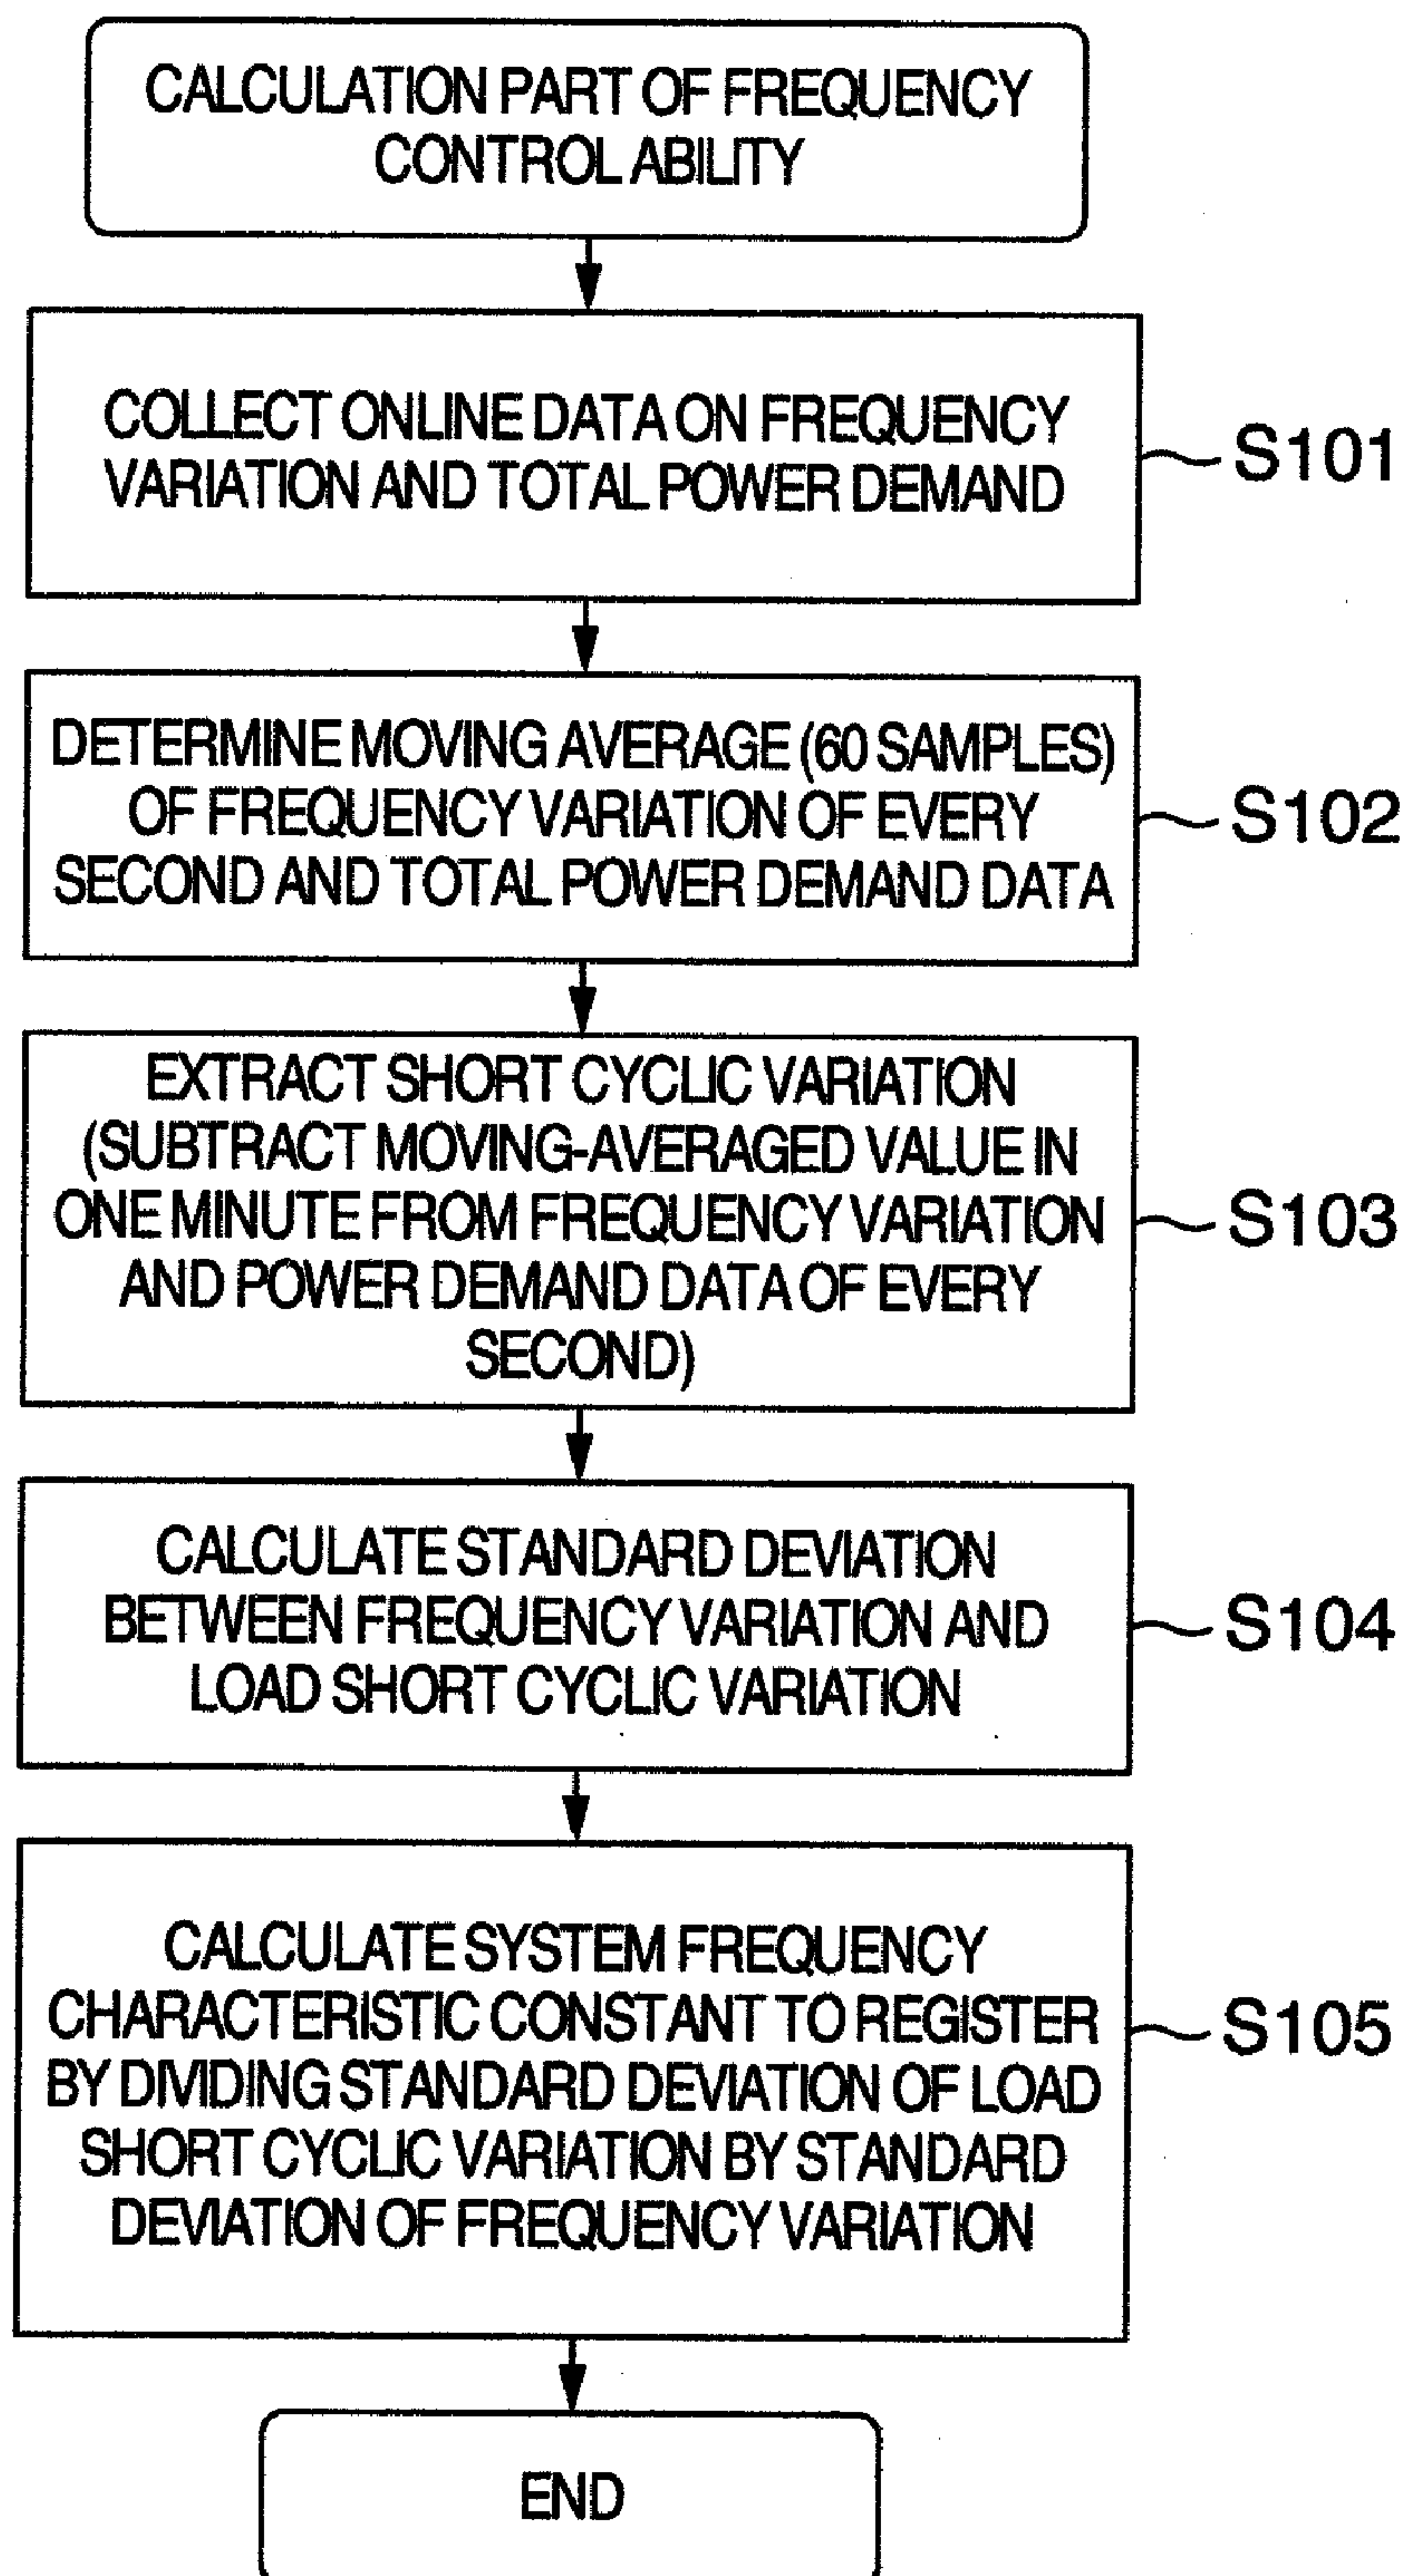 CALCULATION PART OF FREQUENCY
CONTROL ABILITY
COLLECT ONLINE DATA ON FREQUENCY
VARIATION AND TOTAL POWER DEMAND
S101
DETERMINE MOVING AVERAGE (60 SAMPLES)
OF FREQUENCY VARIATION OF EVERY
SECOND AND TOTAL POWER DEMAND DATA
S102
EXTRACT SHORT CYCLIC VARIATION
(SUBTRACT MOVING-AVERAGED VALUE IN
ONE MINUTE FROM FREQUENCY VARIATION
AND POWER DEMAND DATA OF EVERY
SECOND)
S103
CALCULATE STANDARD DEVIATION
BETWEEN FREQUENCY VARIATION AND
LOAD SHORT CYCLIC VARIATION
S104
CALCULATE SYSTEM FREQUENCY
CHARACTERISTIC CONSTANT TO REGISTER
BY DIVIDING STANDARD DEVIATION OF LOAD
SHORT CYCLIC VARIATION BY STANDARD
DEVIATION OF FREQUENCY VARIATION
S105
END